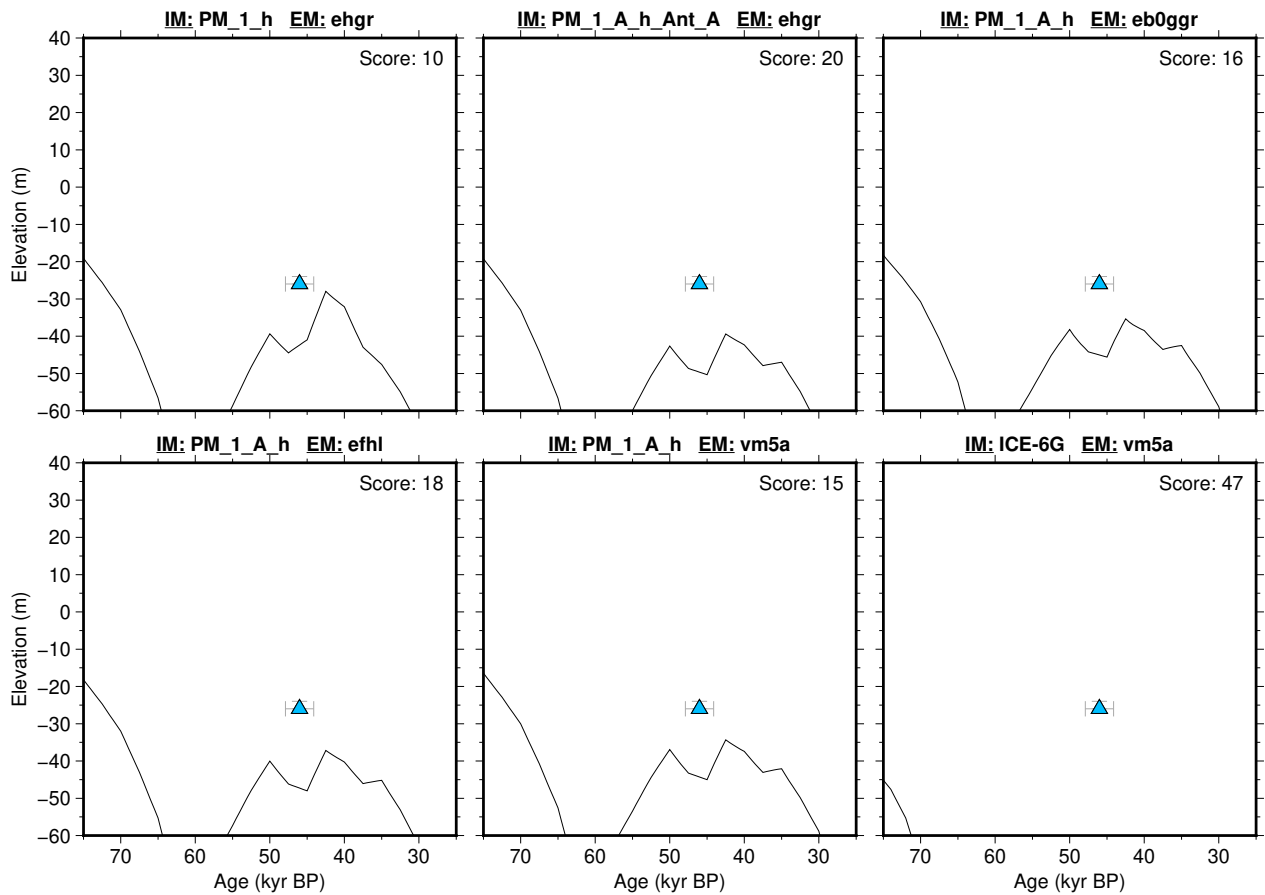 IM: PM_1_h EM: ehgr
IM: PM_1_A_h_Ant_A EM: ehgr
IM: PM_1_A_h EM: eb0ggr
Score: 10
Score: 20
Score: 16
Elevation (m)
40
30
20
10
0
−10
−20
−30
−40
−50
−60
IM: PM_1_A_h EM: efhl
IM: PM_1_A_h EM: vm5a
IM: ICE-6G EM: vm5a
Score: 18
Score: 15
Score: 47
Elevation (m)
40
30
20
10
0
−10
−20
−30
−40
−50
−60
70 60 50 40 30
70 60 50 40 30
70 60 50 40 30
Age (kyr BP)
Age (kyr BP)
Age (kyr BP)